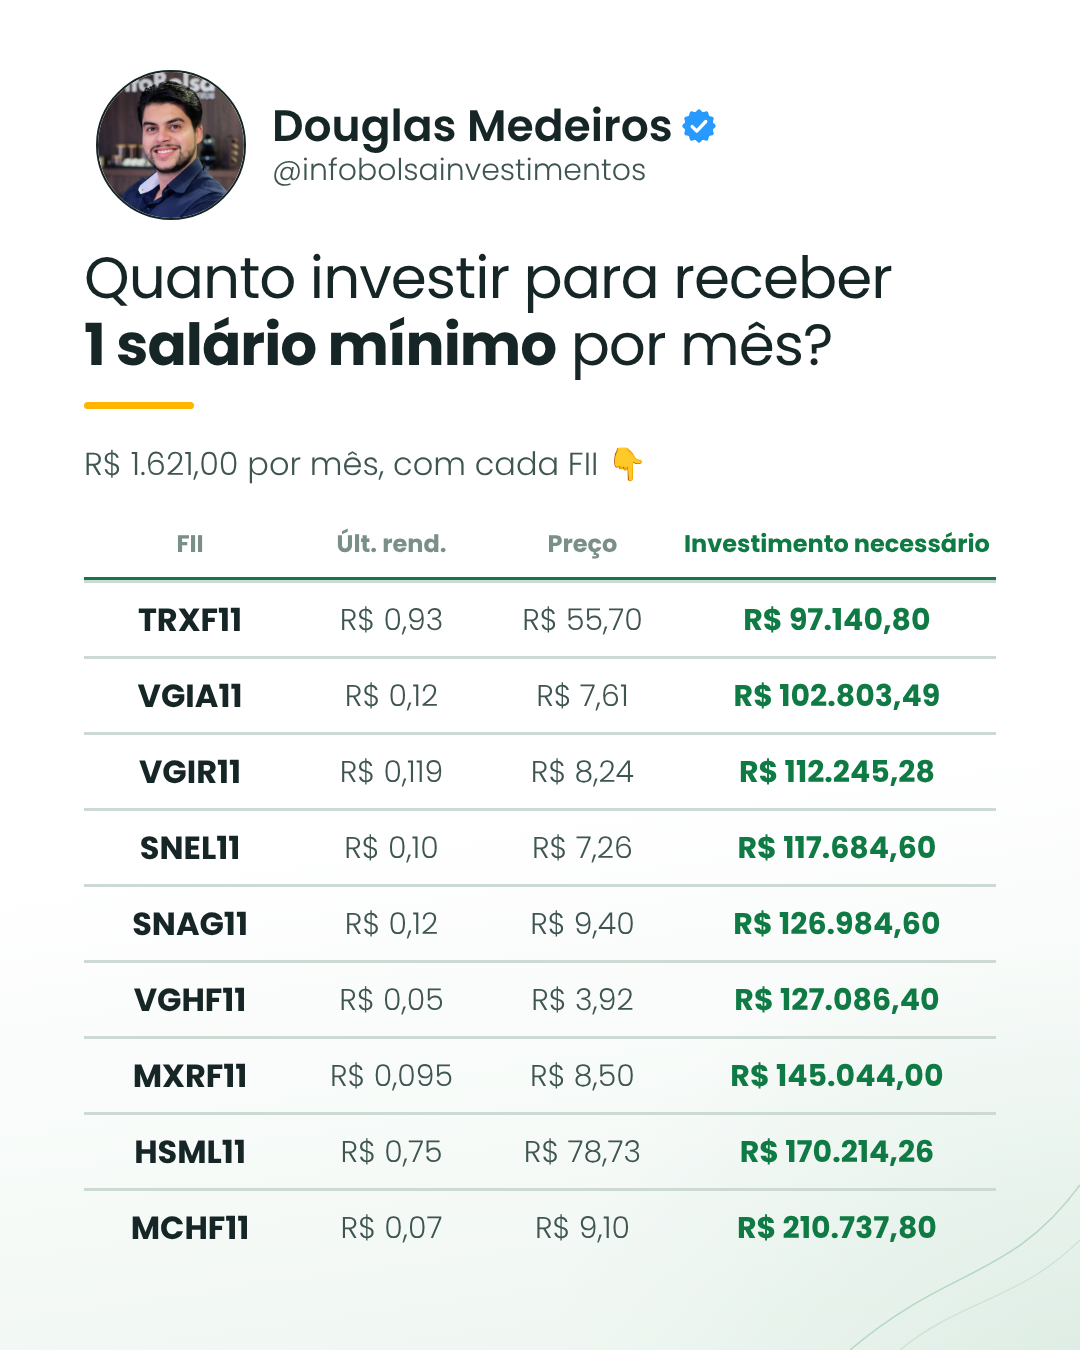 Douglas Medeiros
@infobolsainvestimentos
Quanto investir para receber
1 salário mínimo por mês?
R$ 1.621,00 por mês, com cada FII 👇
FII Últ. rend. Preço Investimento necessário
TRXF11 R$ 0,93 R$ 55,70 R$ 97.140,80
VGIA11 R$ 0,12 R$ 7,61 R$ 102.803,49
VGIR11 R$ 0,119 R$ 8,24 R$ 112.245,28
SNEL11 R$ 0,10 R$ 7,26 R$ 117.684,60
SNAG11 R$ 0,12 R$ 9,40 R$ 126.984,60
VGHF11 R$ 0,05 R$ 3,92 R$ 127.086,40
MXRF11 R$ 0,095 R$ 8,50 R$ 145.044,00
HSML11 R$ 0,75 R$ 78,73 R$ 170.214,26
MCHF11 R$ 0,07 R$ 9,10 R$ 210.737,80